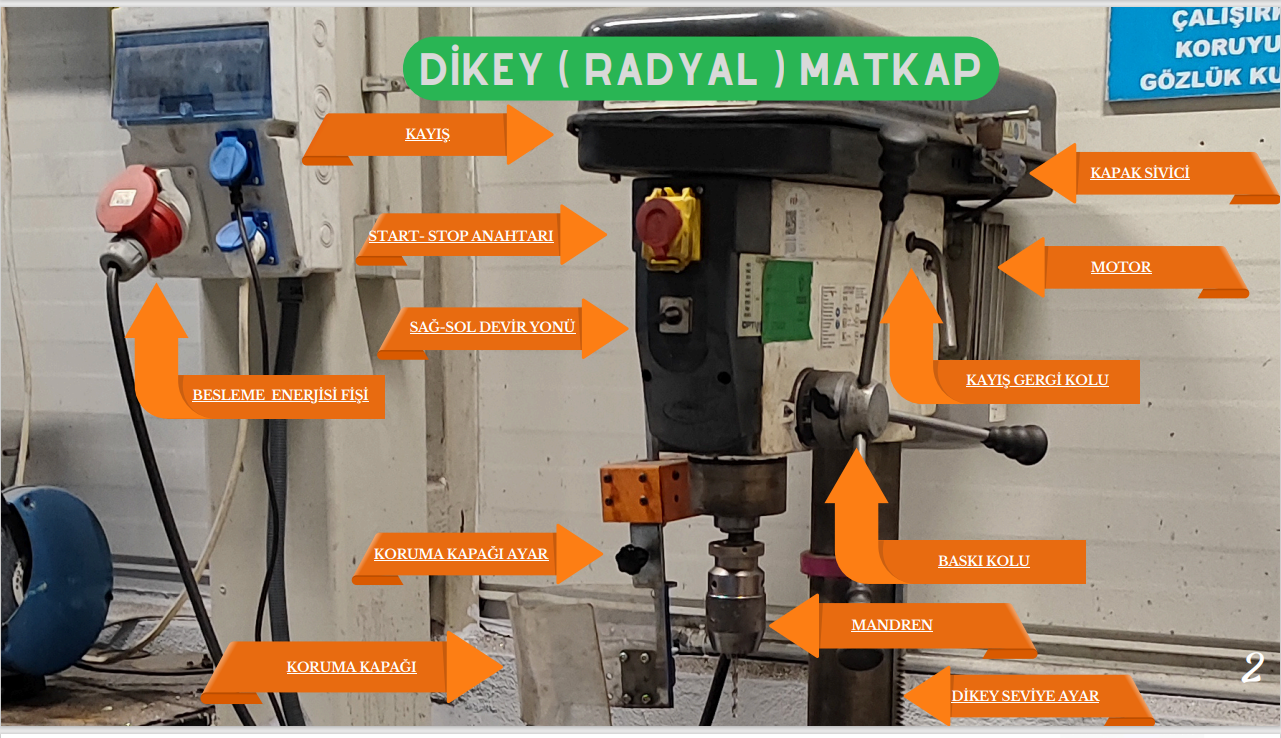 ÇALIŞIRK
KORUYU
GÖZLÜK KU
DİKEY ( RADYAL ) MATKAP
KAYIŞ
KAPAK SİVİCİ
START- STOP ANAHTARI
MOTOR
SAĞ-SOL DEVİR YONÜ
KAYIŞ GERGİ KOLU
BESLEME ENERJİSİ FİŞİ
KORUMA KAPAĞI AYAR
BASKI KOLU
MANDREN
KORUMA KAPAĞI
DİKEY SEVİYE AYAR
2